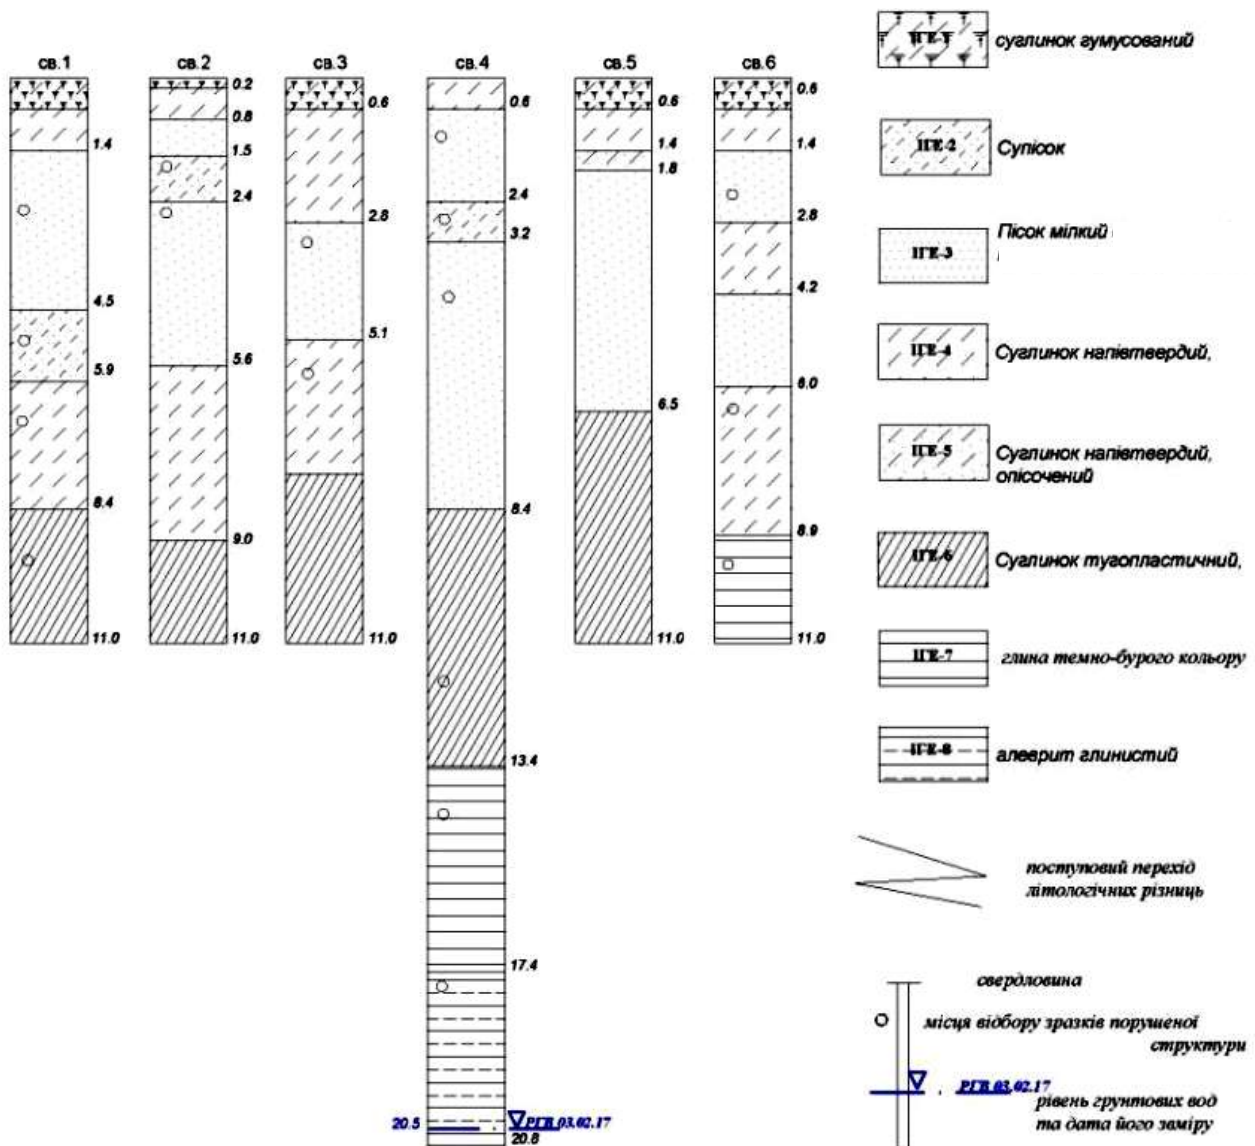 св.1
1.4
4.5
5.9
8.4
11.0
св.2
0.2
0.8
1.5
2.4
5.6
9.0
11.0
св.3
0.6
2.8
5.1
11.0
св.4
0.6
2.4
3.2
8.4
13.4
17.4
20.5
РГВ 03.02.17
20.8
св.5
0.6
1.4
1.8
6.5
11.0
св.6
0.6
1.4
2.8
4.2
6.0
8.9
11.0
ІГЕ-1
суглинок гумусований
ІГЕ-2
Супісок
ІГЕ-3
Пісок мілкий
ІГЕ-4
Суглинок напівтвердий,
ІГЕ-5
Суглинок напівтвердий,
опісочений
ІГЕ-6
Суглинок тугопластичний,
ІГЕ-7
глина темно-бурого кольору
ІГЕ-8
алеврит глинистий
поступовий перехід
літологічних різниць
свердловина
місця відбору зразків порушеної
структури
РГВ 03.02.17
рівень грунтових вод
та дата його заміру